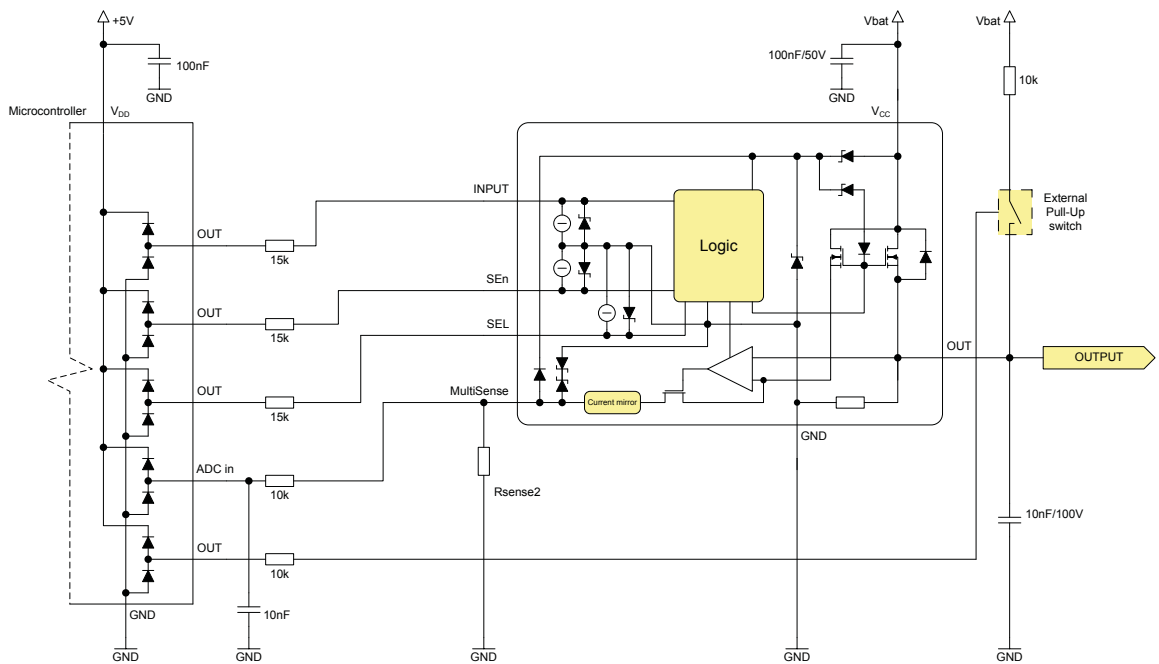 +5V
Vbat
Vbat
100nF
GND
100nF/50V
GND
10k
Microcontroller
VDD
VCC
INPUT
OUT
15k
Logic
External
Pull-Up
switch
SEn
OUT
15k
SEL
OUT
OUTPUT
OUT
15k
MultiSense
Current mirror
GND
ADC in
10k
Rsense2
10nF/100V
OUT
10k
GND
10nF
GND
GND
GND
GND
GND